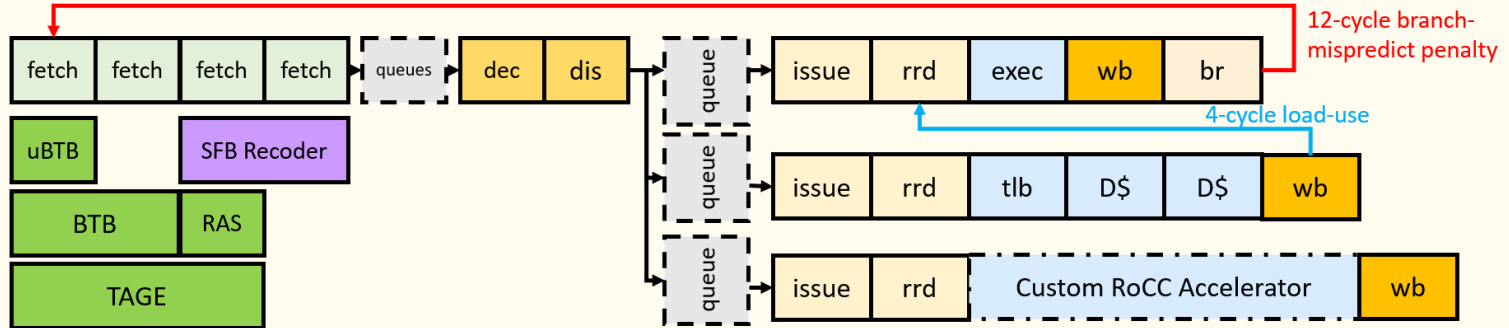 12-cycle branch-
mispredict penalty
fetch fetch fetch fetch queues dec dis queue issue rrd exec wb br
4-cycle load-use
uBTB SFB Recoder
queue issue rrd tlb D$ D$ wb
BTB RAS
queue issue rrd Custom RoCC Accelerator wb
TAGE